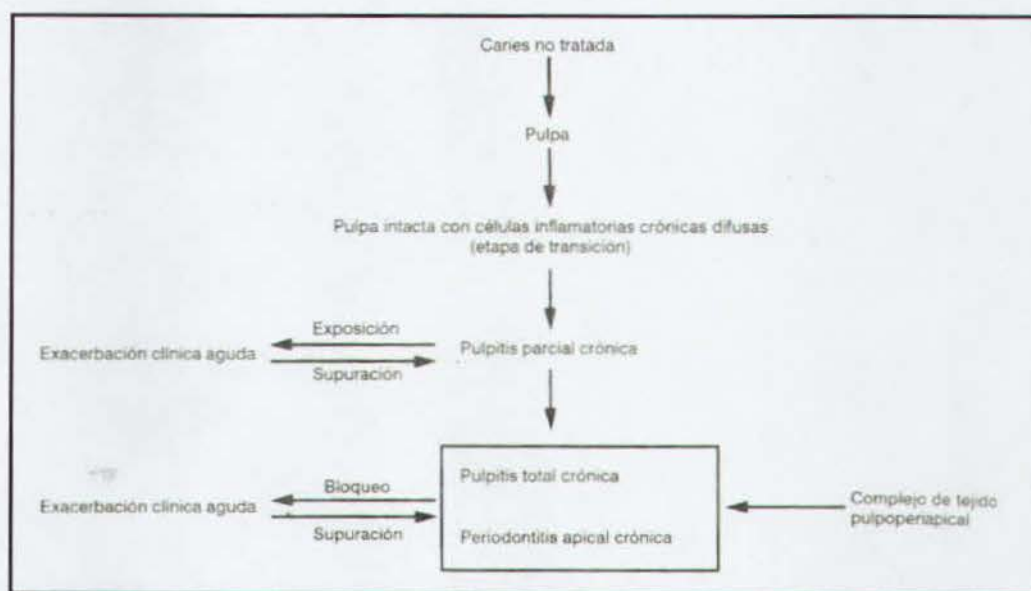 Caries no tratada
Pulpa
Pulpa intacta con células inflamatorias crónicas difusas
(etapa de transición)
Exposición
Exacerbación clínica aguda
Pulpitis parcial crónica
Supuración
Pulpitis total crónica
Bloqueo
Exacerbación clínica aguda
Complejo de tejido
pulpoperiapical
Supuración
Periodontitis apical crónica